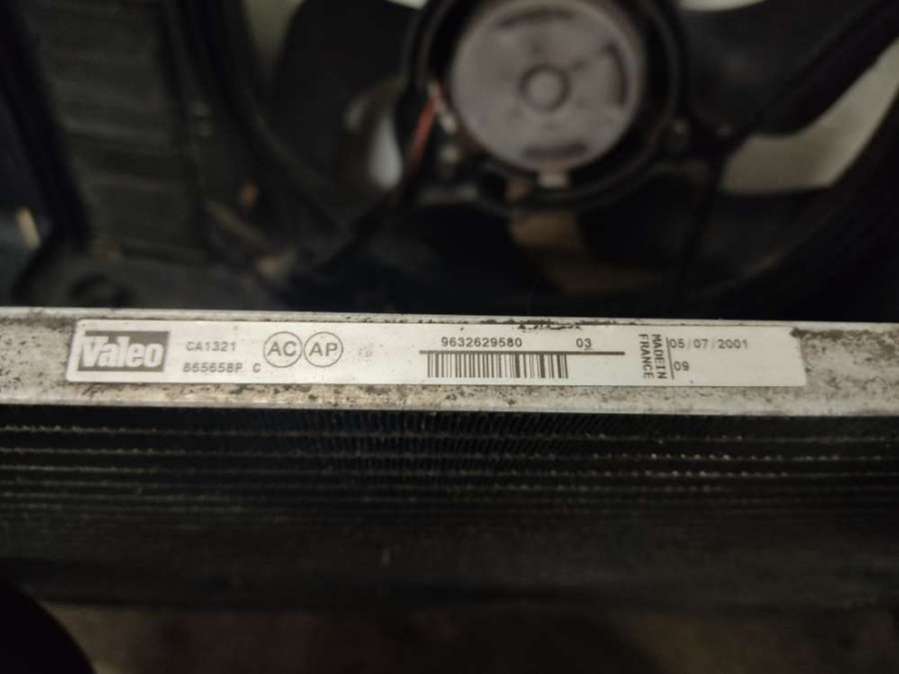 Valeo
CA1321
865658P C
AC AP
9632629580 03
MADE IN
FRANCE
05/07/2001
09